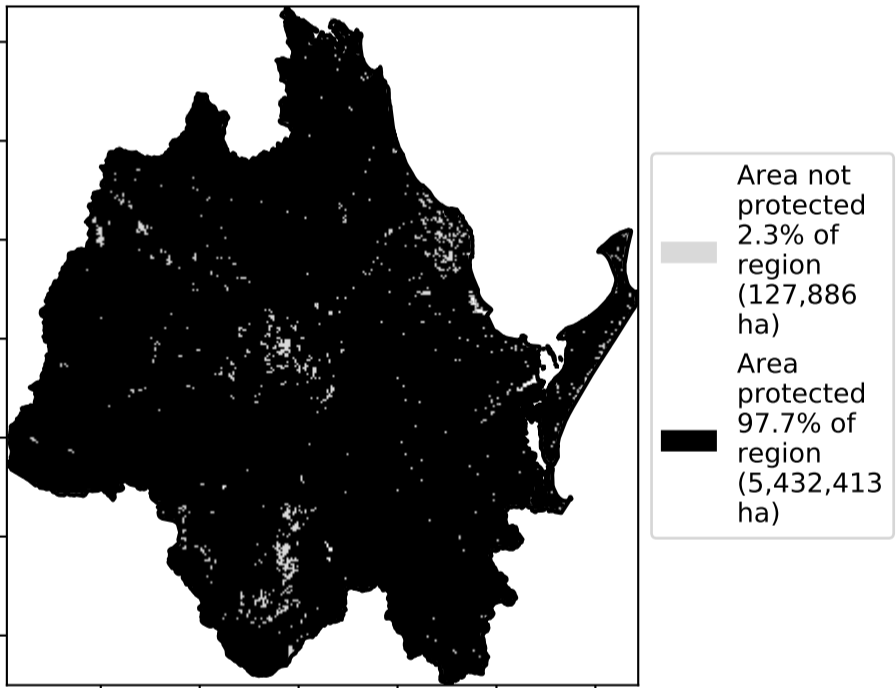 Area not
protected
2.3% of
region
(127,886
ha)
Area
protected
97.7% of
region
(5,432,413
ha)